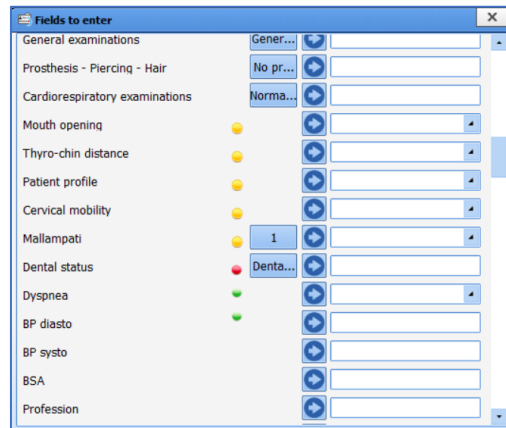 Fields to enter
General examinations Gener...
Prosthesis - Piercing - Hair No pr...
Cardiorespiratory examinations Norma...
Mouth opening
Thyro-chin distance
Patient profile
Cervical mobility
Mallampati 1
Dental status Denta...
Dyspnea
BP diasto
BP systo
BSA
Profession